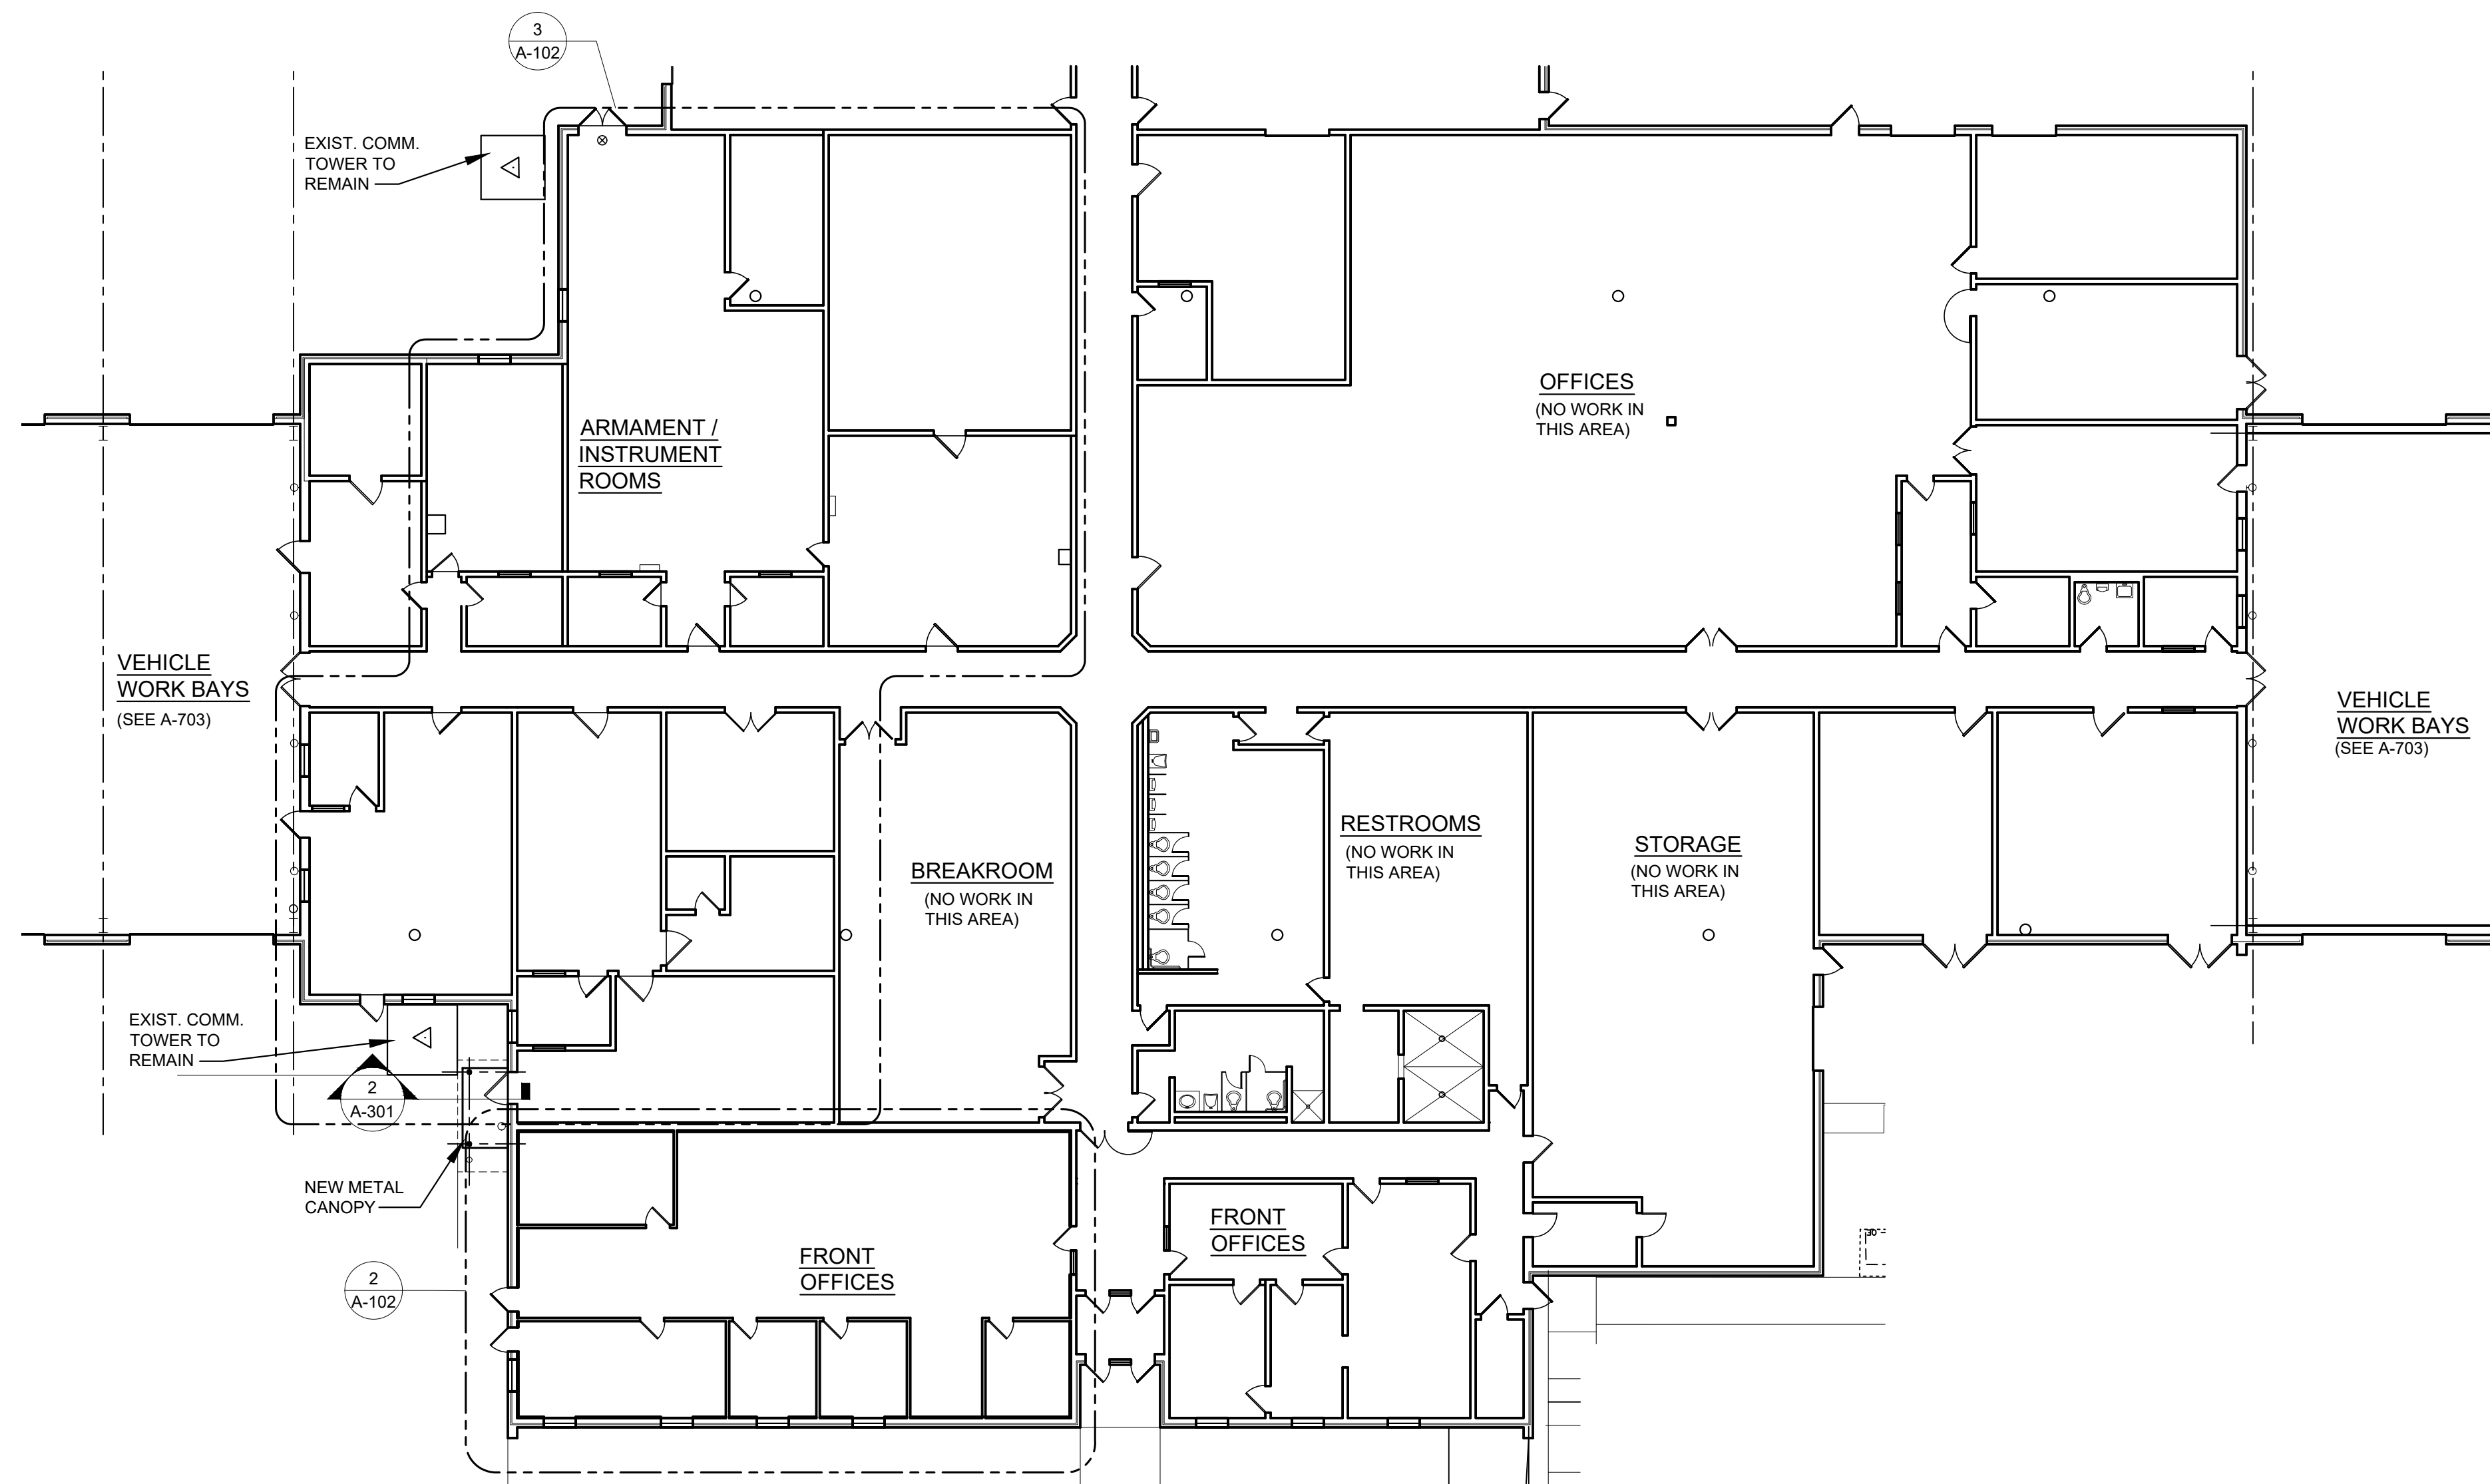 3
A-102
EXIST. COMM.
TOWER TO
REMAIN
ARMAMENT /
INSTRUMENT
ROOMS
OFFICES
(NO WORK IN
THIS AREA)
VEHICLE
WORK BAYS
(SEE A-703)
VEHICLE
WORK BAYS
(SEE A-703)
BREAKROOM
(NO WORK IN
THIS AREA)
RESTROOMS
(NO WORK IN
THIS AREA)
STORAGE
(NO WORK IN
THIS AREA)
EXIST. COMM.
TOWER TO
REMAIN
2
A-301
NEW METAL
CANOPY
2
A-102
FRONT
OFFICES
FRONT
OFFICES